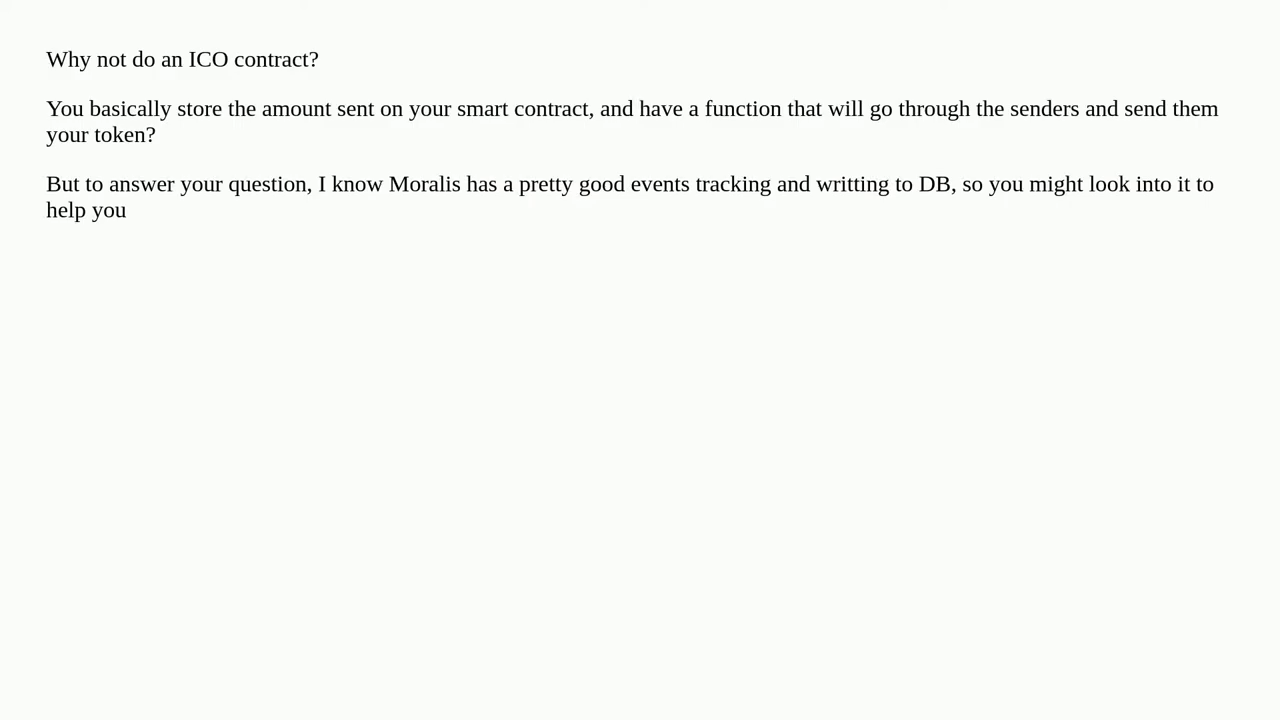 Why not do an ICO contract?
You basically store the amount sent on your smart contract, and have a function that will go through the senders and send them
your token?
But to answer your question, I know Moralis has a pretty good events tracking and writting to DB, so you might look into it to
help you